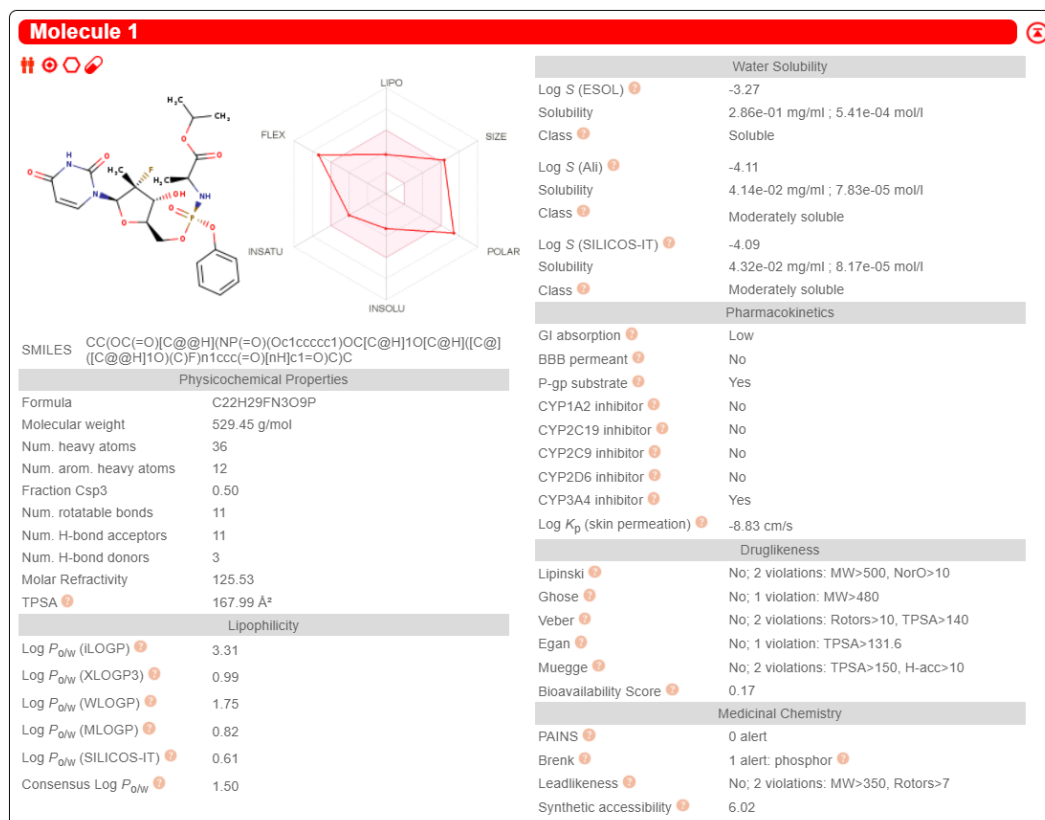 Molecule 1
H₃C
CH₃
O
O
H₃C
NH
O
NH
O
N
H₃C
F
OH
O
P
O
O
O
LIPO
SIZE
POLAR
INSOLU
INSATU
FLEX
SMILES CC(OC(=O)[C@@H](NP(=O)(Oc1ccccc1)OC[C@H]1O[C@H]([C@]
([C@@H]1O)(C)F)n1ccc(=O)[nH]c1=O)C)C
Physicochemical Properties
Formula C22H29FN3O9P
Molecular weight 529.45 g/mol
Num. heavy atoms 36
Num. arom. heavy atoms 12
Fraction Csp3 0.50
Num. rotatable bonds 11
Num. H-bond acceptors 11
Num. H-bond donors 3
Molar Refractivity 125.53
TPSA ? 167.99 Å²
Lipophilicity
Log Po/w (iLOGP) ? 3.31
Log Po/w (XLOGP3) ? 0.99
Log Po/w (WLOGP) ? 1.75
Log Po/w (MLOGP) ? 0.82
Log Po/w (SILICOS-IT) ? 0.61
Consensus Log Po/w ? 1.50
Water Solubility
Log S (ESOL) ? -3.27
Solubility 2.86e-01 mg/ml ; 5.41e-04 mol/l
Class ? Soluble
Log S (Ali) ? -4.11
Solubility 4.14e-02 mg/ml ; 7.83e-05 mol/l
Class ? Moderately soluble
Log S (SILICOS-IT) ? -4.09
Solubility 4.32e-02 mg/ml ; 8.17e-05 mol/l
Class ? Moderately soluble
Pharmacokinetics
GI absorption ? Low
BBB permeant ? No
P-gp substrate ? Yes
CYP1A2 inhibitor ? No
CYP2C19 inhibitor ? No
CYP2C9 inhibitor ? No
CYP2D6 inhibitor ? No
CYP3A4 inhibitor ? Yes
Log Kp (skin permeation) ? -8.83 cm/s
Druglikeness
Lipinski ? No; 2 violations: MW>500, NorO>10
Ghose ? No; 1 violation: MW>480
Veber ? No; 2 violations: Rotors>10, TPSA>140
Egan ? No; 1 violation: TPSA>131.6
Muegge ? No; 2 violations: TPSA>150, H-acc>10
Bioavailability Score ? 0.17
Medicinal Chemistry
PAINS ? 0 alert
Brenk ? 1 alert: phosphor ?
Leadlikeness ? No; 2 violations: MW>350, Rotors>7
Synthetic accessibility ? 6.02